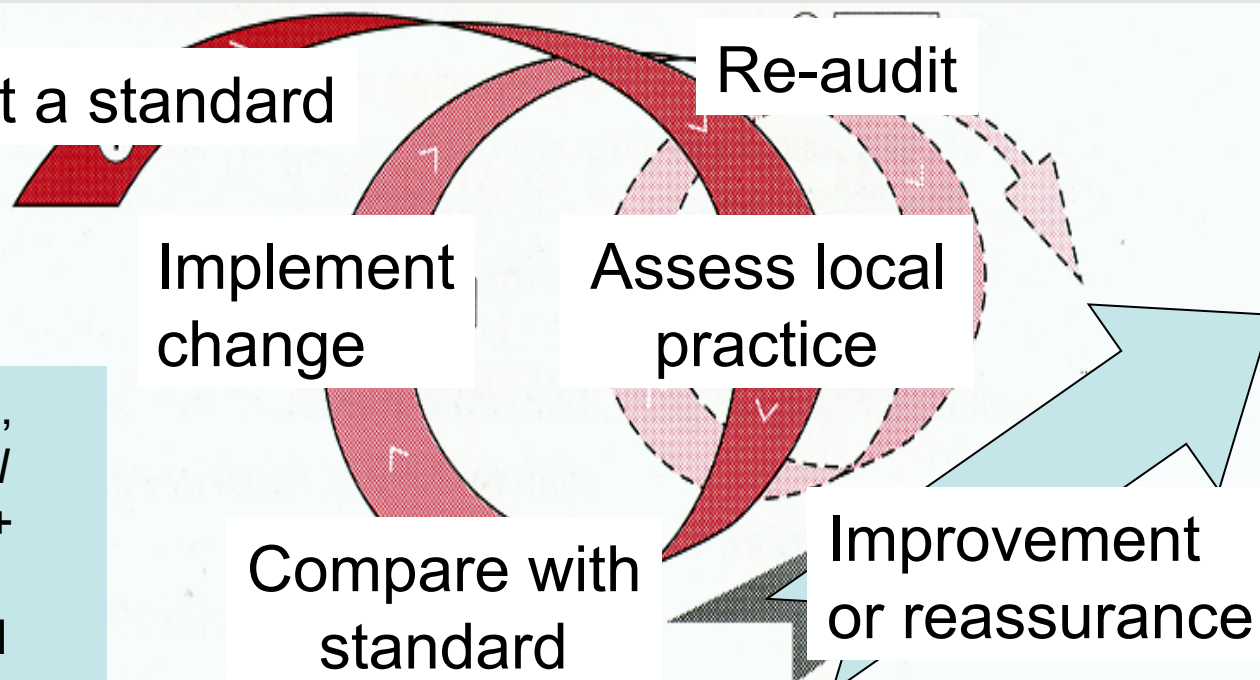 t a standard
Re-audit
Implement
change
Assess local
practice
,
+
Compare with
standard
Improvement
or reassurance